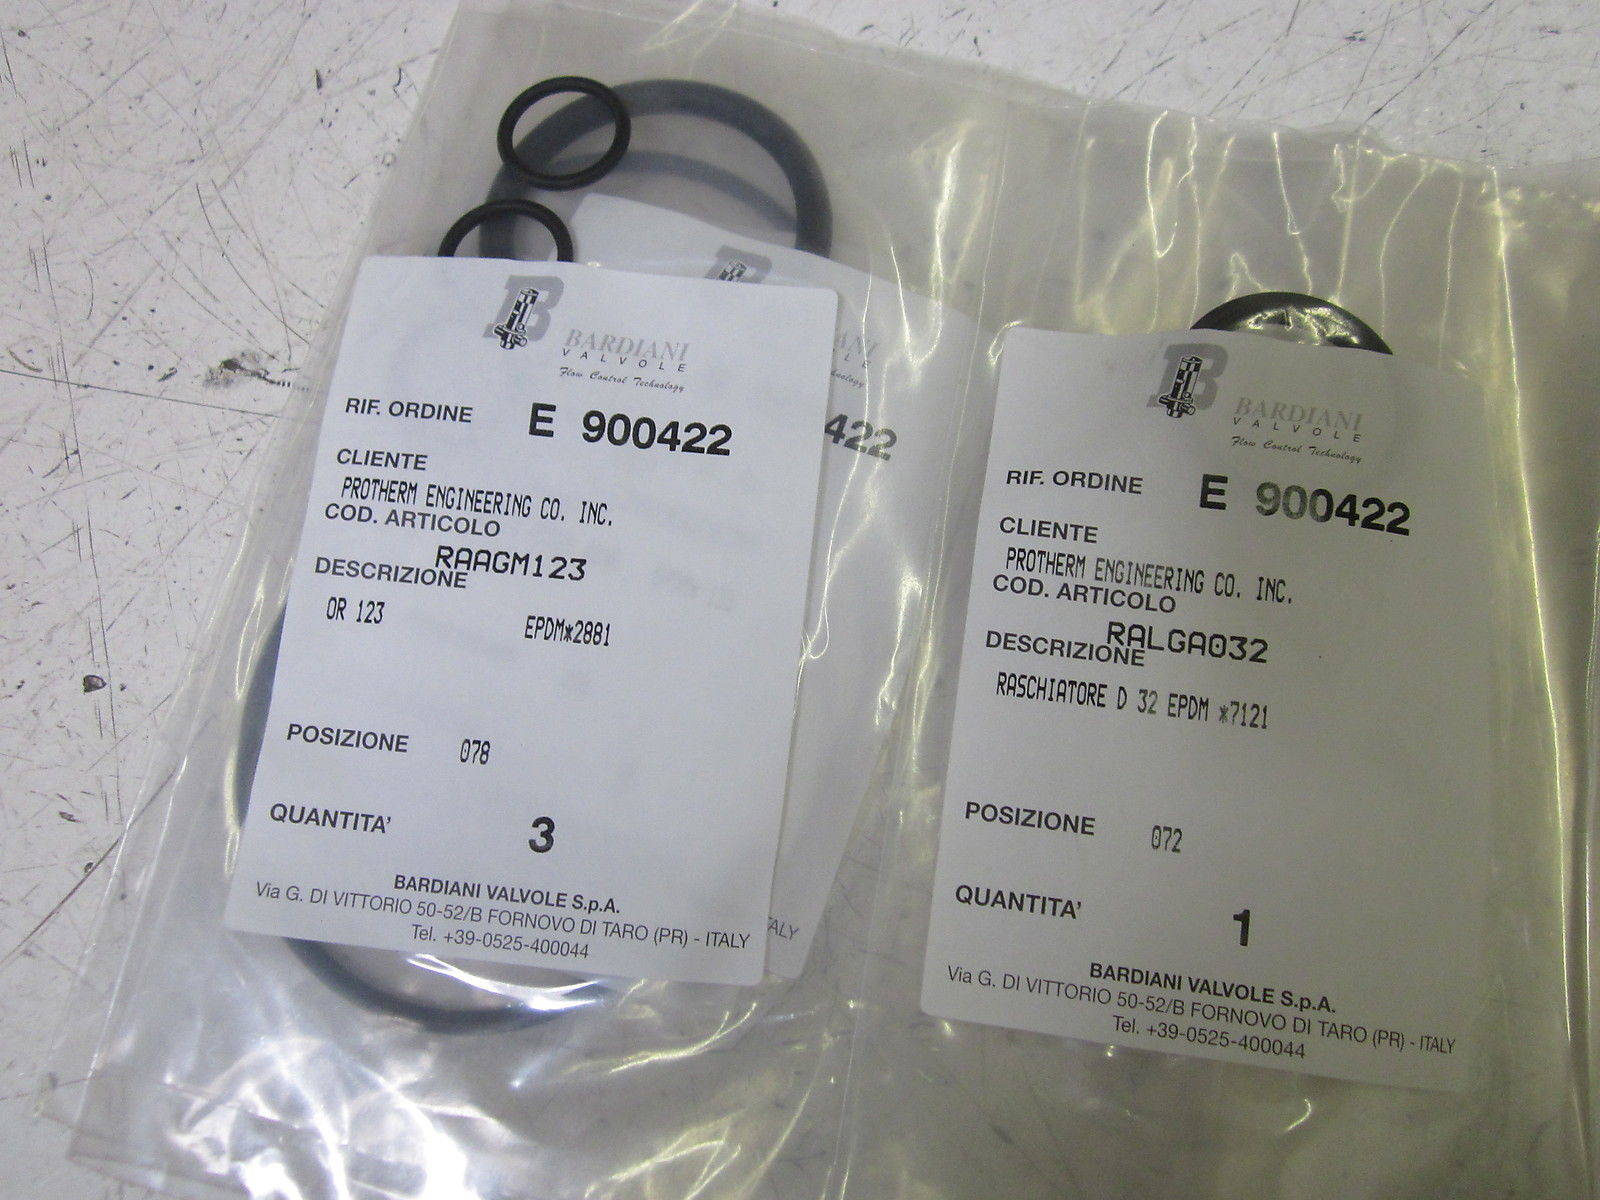 B
BARDIANI
VALVOLE
Flow Control Technology
RIF. ORDINE E 900422
CLIENTE
PROTHERM ENGINEERING CO. INC.
COD. ARTICOLO
RAAGM123
DESCRIZIONE
OR 123 EPDM*2881
POSIZIONE 078
QUANTITA' 3
BARDIANI VALVOLE S.p.A.
Via G. DI VITTORIO 50-52/B FORNOVO DI TARO (PR) - ITALY
Tel. +39-0525-400044
B
ANI
LE
422
ITALY
B
BARDIANI
VALVOLE
Flow Control Technology
RIF. ORDINE E 900422
CLIENTE
PROTHERM ENGINEERING CO. INC.
COD. ARTICOLO
RALGA032
DESCRIZIONE
RASCHIATORE D 32 EPDM *7121
POSIZIONE 072
QUANTITA' 1
BARDIANI VALVOLE S.p.A.
Via G. DI VITTORIO 50-52/B FORNOVO DI TARO (PR) - ITALY
Tel. +39-0525-400044